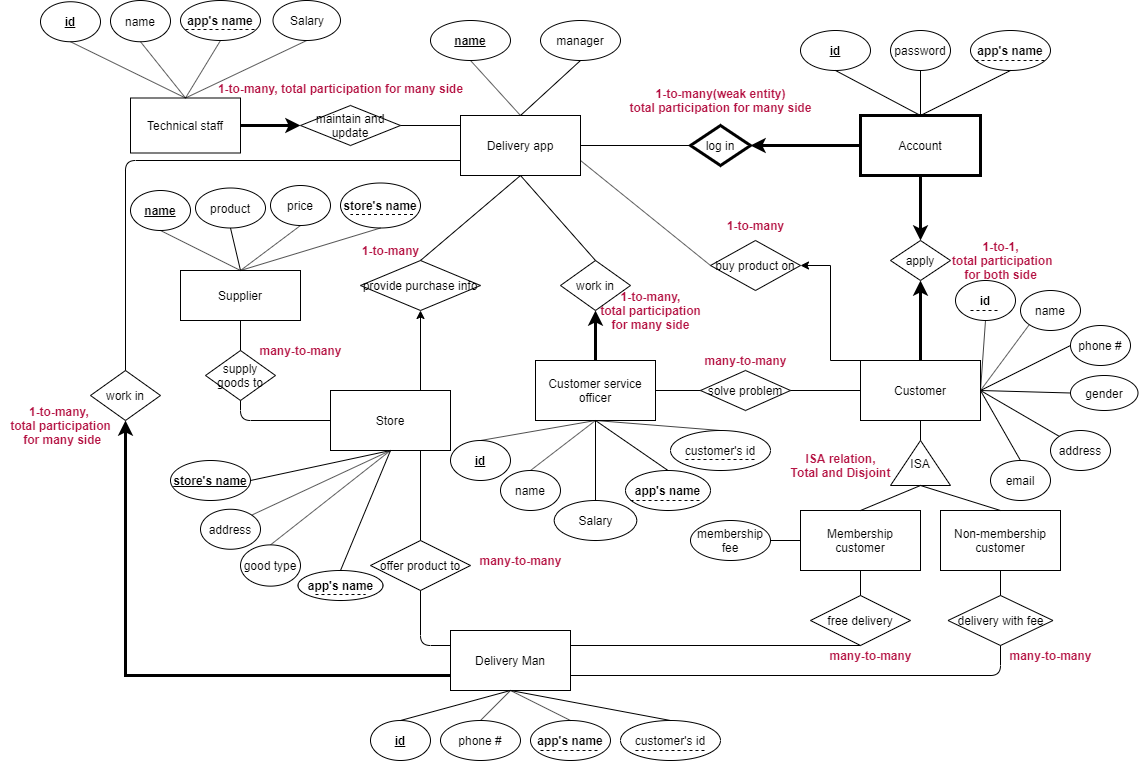 id
name
app's name
Salary
name
manager
id
password
app's name
1-to-many, total participation for many side
1-to-many(weak entity)
total participation for many side
Technical staff
maintain and
update
Delivery app
log in
Account
name
product
price
store's name
1-to-many
1-to-many
apply
1-to-1,
total participation
for both side
buy product on
Supplier
provide purchase info
work in
1-to-many,
total participation
for many side
id
name
phone #
many-to-many
supply
goods to
many-to-many
Customer service
officer
solve problem
Customer
gender
work in
1-to-many,
total participation
for many side
Store
address
customer's id
ISA relation,
Total and Disjoint
ISA
id
store's name
name
app's name
email
Salary
address
membership
fee
Membership
customer
Non-membership
customer
good type
offer product to
many-to-many
app's name
free delivery
delivery with fee
many-to-many
many-to-many
Delivery Man
id
phone #
app's name
customer's id